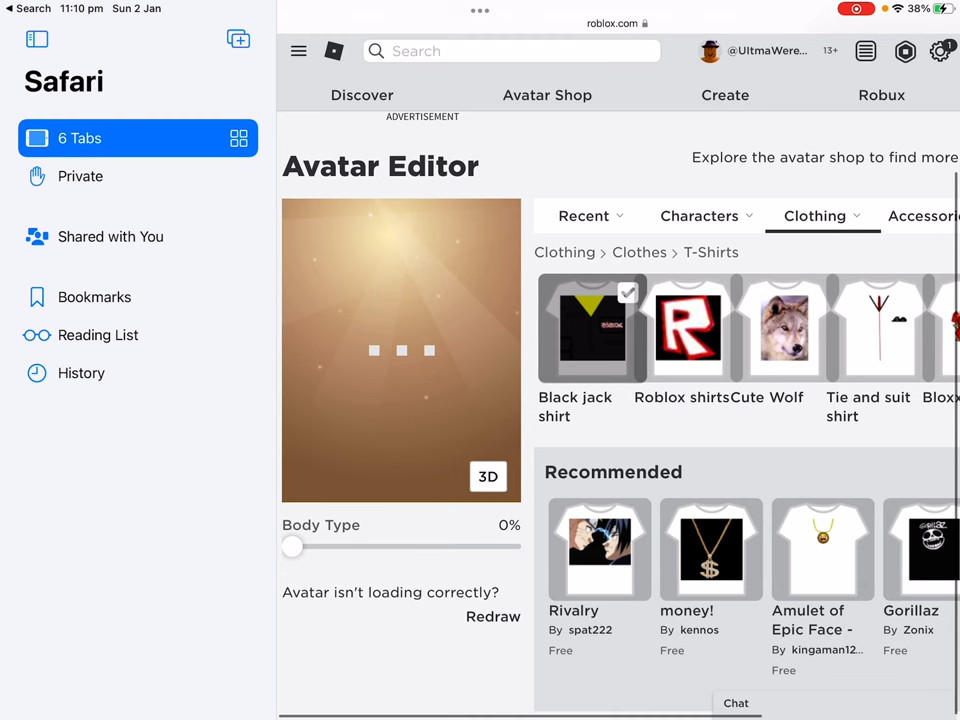 Search 11:10 pm Sun 2 Jan
38%
Safari
6 Tabs
Private
Shared with You
Bookmarks
Reading List
History
roblox.com
Search
@UltmaWere... 13+
1
Discover Avatar Shop Create Robux
ADVERTISEMENT
Avatar Editor
Explore the avatar shop to find more
Recent Characters Clothing Accessori
Clothing > Clothes > T-Shirts
R
Black jack shirt
Roblox shirts
Cute Wolf
Tie and suit shirt
Bloxx
3D
Body Type 0%
Avatar isn't loading correctly?
Redraw
Recommended
$
GORILLAZ
Rivalry
By spat222
Free
money!
By kennos
Free
Amulet of
Epic Face -
By kingaman12...
Free
Gorillaz
By Zonix
Free
Chat